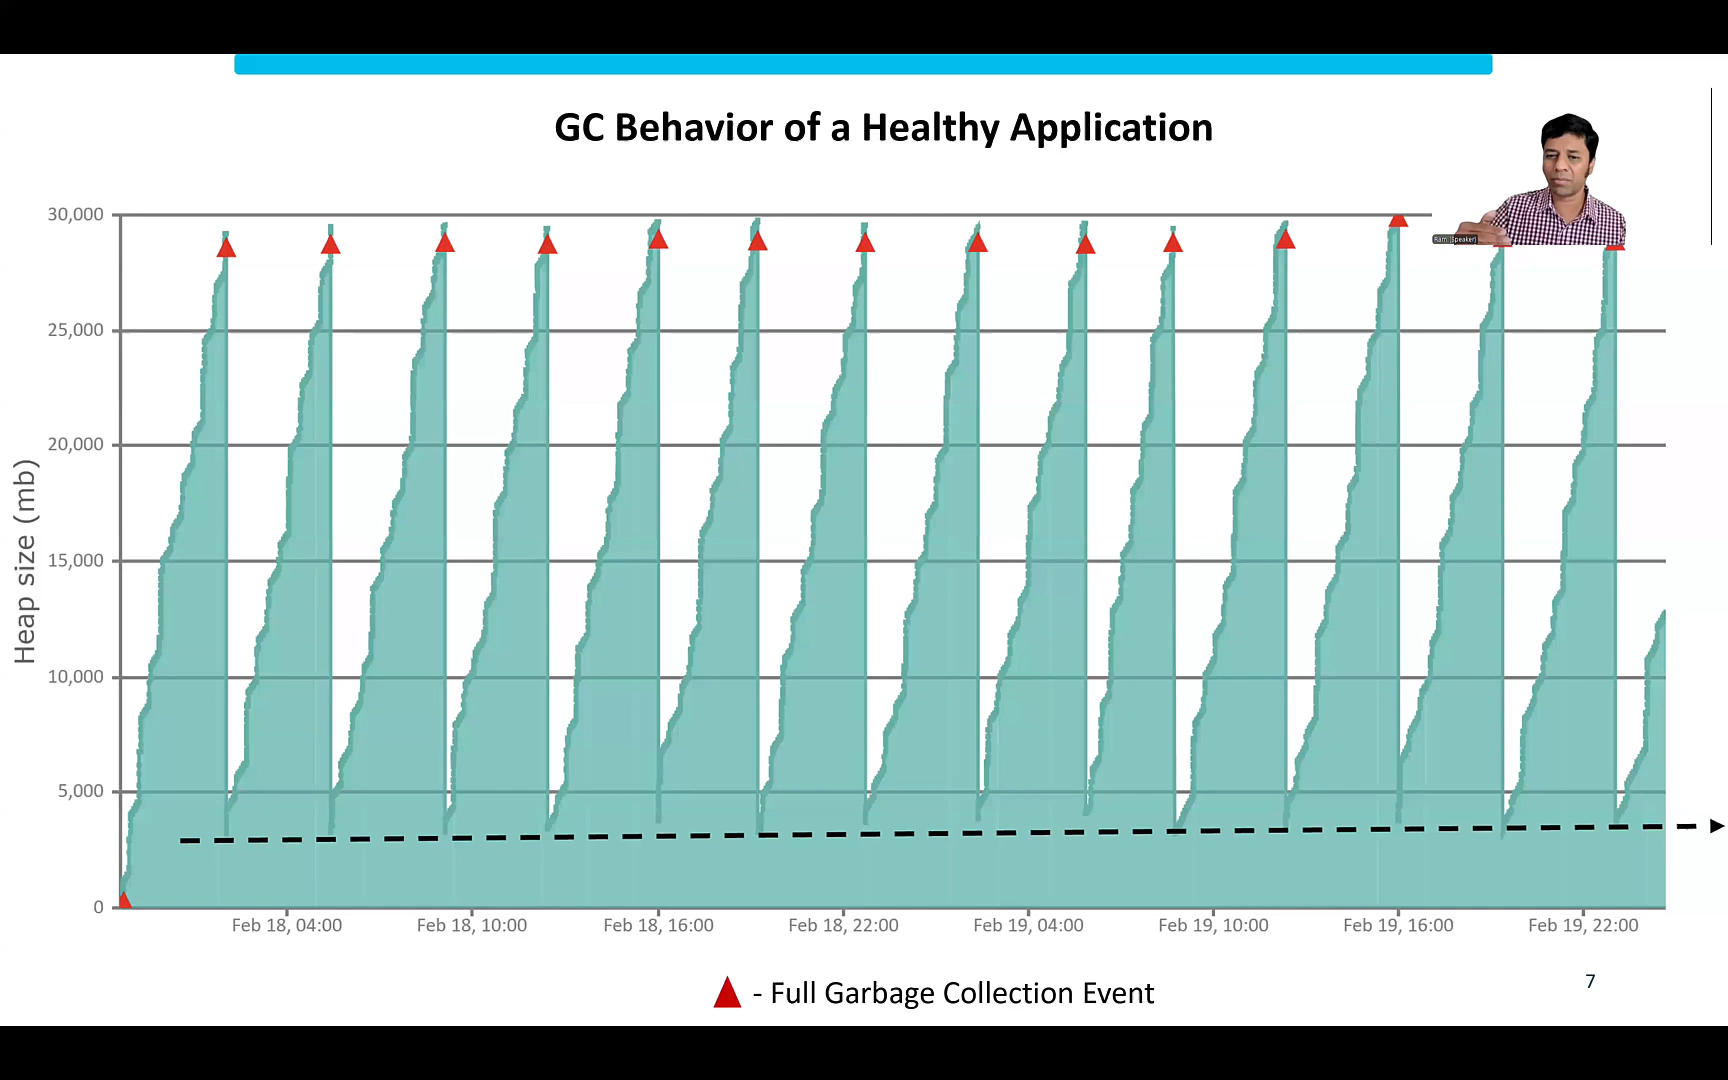 GC Behavior of a Healthy Application
Ram [Speaker]
30,000
25,000
20,000
15,000
10,000
5,000
0
Heap size (mb)
Feb 18, 04:00 Feb 18, 10:00 Feb 18, 16:00 Feb 18, 22:00 Feb 19, 04:00 Feb 19, 10:00 Feb 19, 16:00 Feb 19, 22:00
- Full Garbage Collection Event
7